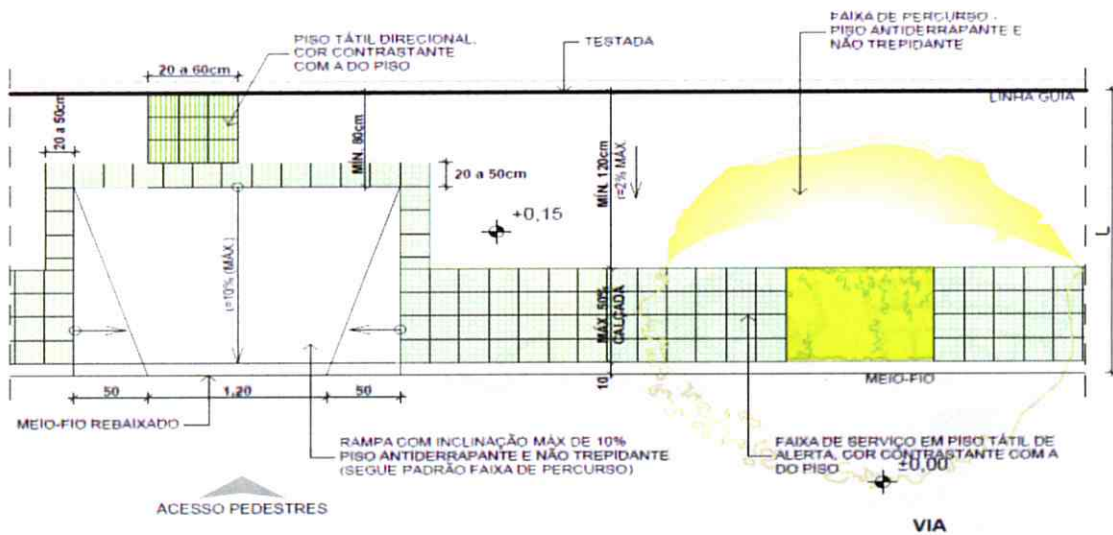 PISO TÁTIL DIRECIONAL,
COR CONTRASTANTE
COM A DO PISO
TESTADA
FAIXA DE PERCURSO -
PISO ANTIDERRAPANTE E
NÃO TREPIDANTE
20 a 60cm
LINHA GUIA
20 a 50cm
MÍN. 80cm
20 a 50cm
MÍN. 120cm
i=2% MÁX.
+0,15
L
i=10% (MÁX.)
MÁX. 50%
CALÇADA
10
50
1,20
50
MEIO-FIO
MEIO-FIO REBAIXADO
RAMPA COM INCLINAÇÃO MÁX DE 10%
PISO ANTIDERRAPANTE E NÃO TREPIDANTE
(SEGUE PADRÃO FAIXA DE PERCURSO)
FAIXA DE SERVIÇO EM PISO TÁTIL DE
ALERTA, COR CONTRASTANTE COM A
DO PISO
±0,00
ACESSO PEDESTRES
VIA